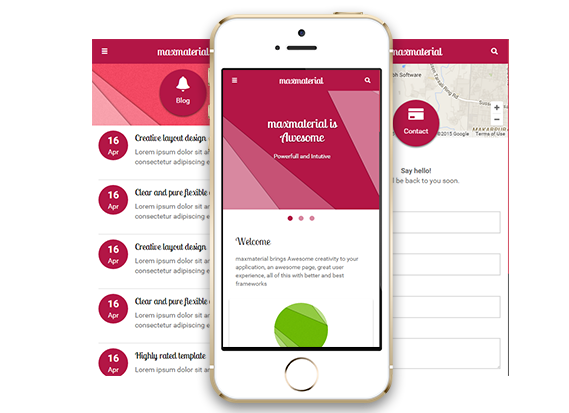 maxmaterial
Blog
16
Apr
Creative layout design
Lorem ipsum dolor sit
consectetur adipiscing e
16
Apr
Clear and pure flexible
Lorem ipsum dolor sit am
consectetur adipiscing e
16
Apr
Creative layout design
Lorem ipsum dolor sit am
consectetur adipiscing e
16
Apr
Clear and pure flexible
Lorem ipsum dolor sit am
consectetur adipiscing e
16
Apr
Highly rated template
Lorem ipsum dolor sit am
maxmaterial
maxmaterial is
Awesome
Powerfull and Intutive
Welcome
maxmaterial brings Awesome creativity to your
application, an awesome page, great user
experience, all of this with better and best
frameworks
maxmaterial
Software
Tarsali Ring Rd
+
−
©2015 Google
Terms of Use
Contact
Say hello!
be back to you soon.